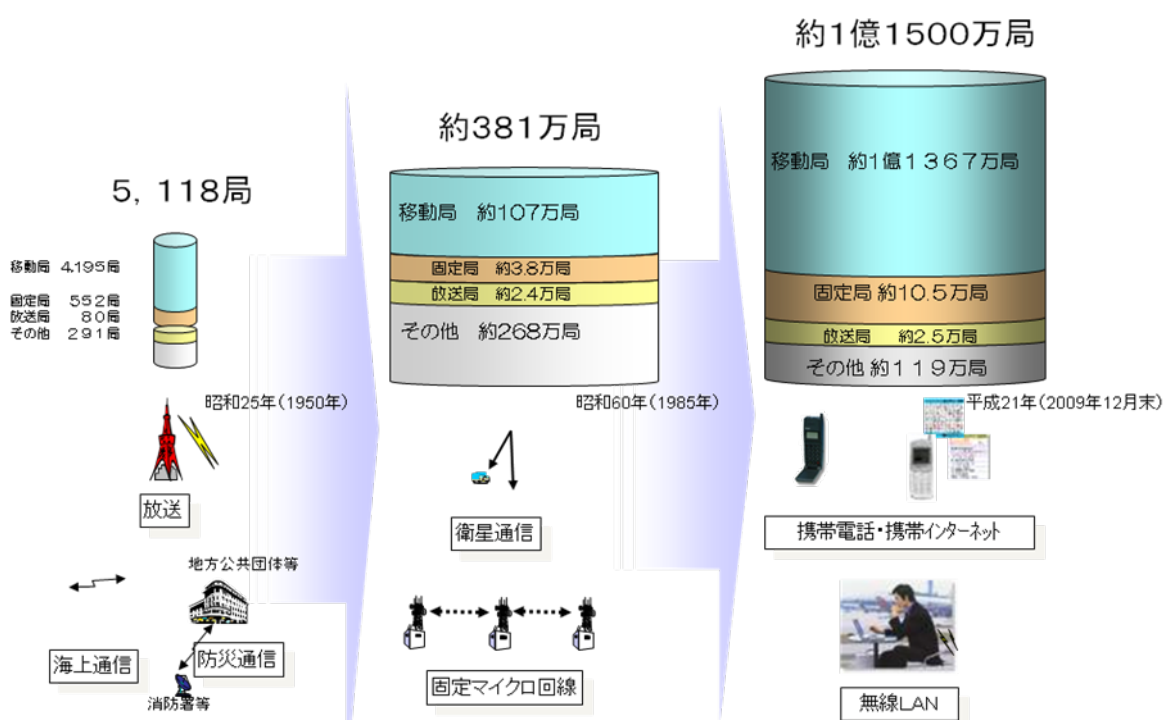 5，118局
移動局 4,195局
固定局 552局
放送局 80局
その他 291局
昭和25年(1950年)
放送
地方公共団体等
海上通信
防災通信
消防署等
約381万局
移動局 約107万局
固定局 約3.8万局
放送局 約2.4万局
その他 約268万局
昭和60年(1985年)
衛星通信
固定マイクロ回線
約1億1500万局
移動局 約1億1367万局
固定局 約10.5万局
放送局 約2.5万局
その他 約119万局
平成21年(2009年12月末)
携帯電話・携帯インターネット
無線LAN